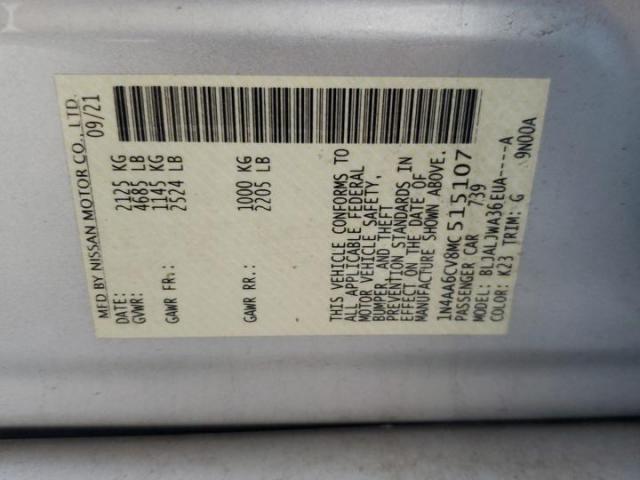 MFD BY NISSAN MOTOR CO., LTD.
DATE: 09/21
GVWR: 2125 KG
4685 LB
GAWR FR: 1145 KG
2524 LB
GAWR RR: 1000 KG
2205 LB
THIS VEHICLE CONFORMS TO
ALL APPLICABLE FEDERAL
MOTOR VEHICLE SAFETY,
BUMPER, AND THEFT
PREVENTION STANDARDS IN
EFFECT ON THE DATE OF
MANUFACTURE SHOWN ABOVE.
1N4AA6CV8MC515107
PASSENGER CAR 739
MODEL: BLJALJWA36EUA----A
COLOR: K23 TRIM: G 9N00A